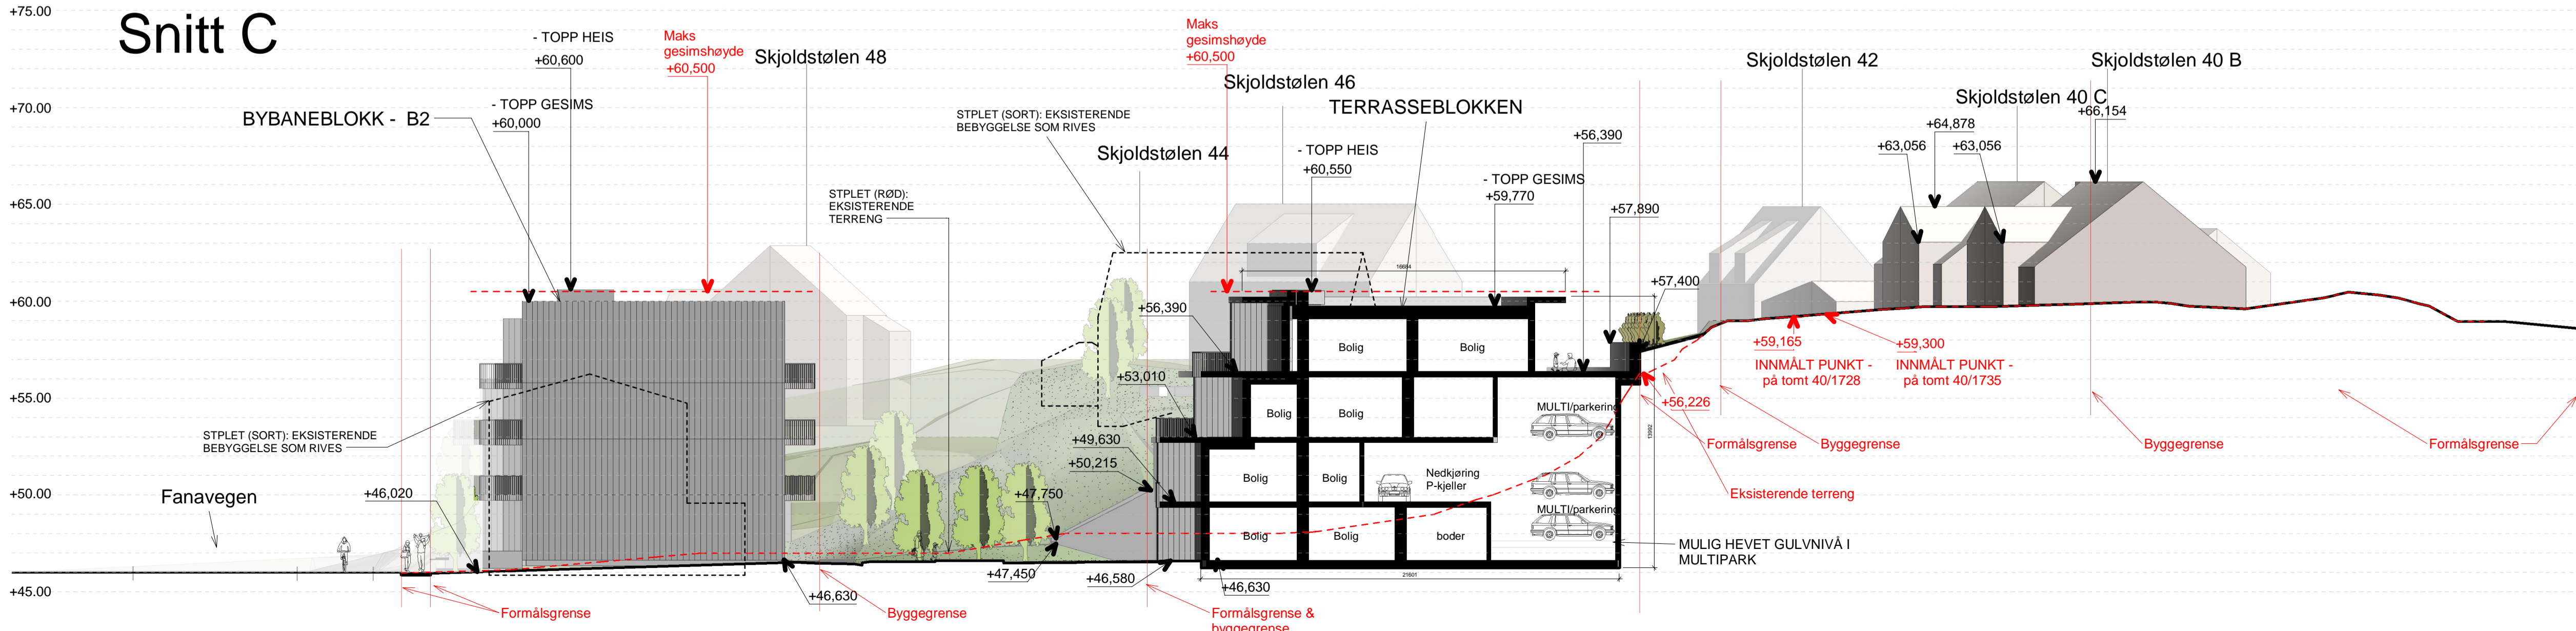 +75.00
Snitt C
- TOPP HEIS
+60,600
Maks
gesimshøyde
+60,500
Skjoldstølen 48
Maks
gesimshøyde
+60,500
Skjoldstølen 46
Skjoldstølen 42
Skjoldstølen 40 B
+70.00
BYBANEBLOKK - B2
- TOPP GESIMS
+60,000
STPLET (SORT): EKSISTERENDE
BEBYGGELSE SOM RIVES
TERRASSEBLOKKEN
Skjoldstølen 40 C
+66,154
+64,878
+63,056
+63,056
+56,390
Skjoldstølen 44
- TOPP HEIS
+60,550
- TOPP GESIMS
+59,770
+57,890
+65.00
STPLET (RØD):
EKSISTERENDE
TERRENG
16684
+57,400
+60.00
+56,390
+59,165
INNMÅLT PUNKT -
på tomt 40/1728
+59,300
INNMÅLT PUNKT -
på tomt 40/1735
Bolig
Bolig
+53,010
+56,226
+55.00
Bolig
Bolig
MULTI/parkering
13992
STPLET (SORT): EKSISTERENDE
BEBYGGELSE SOM RIVES
+49,630
+50,215
Formålsgrense
Byggegrense
Byggegrense
Formålsgrense
+50.00
Fanavegen
+46,020
+47,750
Bolig
Bolig
Nedkjøring
P-kjeller
Eksisterende terreng
MULTI/parkering
Bolig
Bolig
boder
MULIG HEVET GULVNIVÅ I
MULTIPARK
+47,450
+46,580
21601
+46,630
+46,630
+45.00
Formålsgrense
Byggegrense
Formålsgrense &
byggegrense